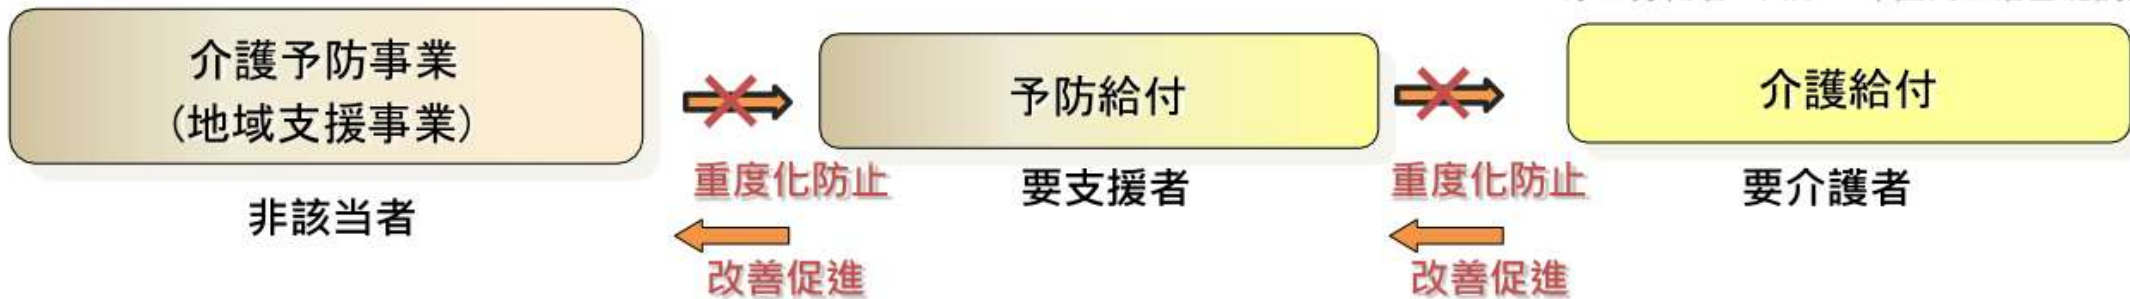 介護予防事業
(地域支援事業)
非該当者
重度化防止
改善促進
予防給付
要支援者
重度化防止
改善促進
介護給付
要介護者